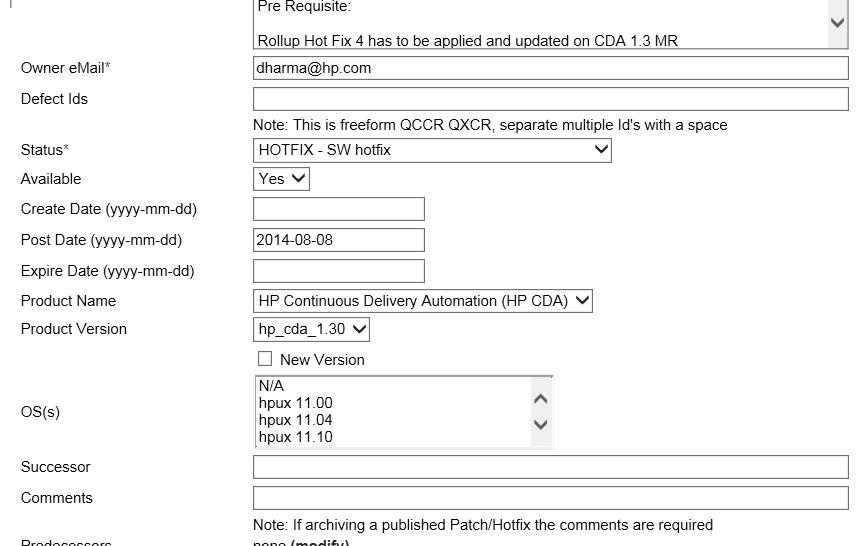 Pre Requisite:
Rollup Hot Fix 4 has to be applied and updated on CDA 1.3 MR
Owner eMail* dharma@hp.com
Defect Ids
Note: This is freeform QCCR QXCR, separate multiple Id's with a space
Status* HOTFIX - SW hotfix
Available Yes
Create Date (yyyy-mm-dd)
Post Date (yyyy-mm-dd) 2014-08-08
Expire Date (yyyy-mm-dd)
Product Name HP Continuous Delivery Automation (HP CDA)
Product Version hp_cda_1.30
New Version
OS(s)
N/A
hpux 11.00
hpux 11.04
hpux 11.10
Successor
Comments
Note: If archiving a published Patch/Hotfix the comments are required
Predecessors none (modify)